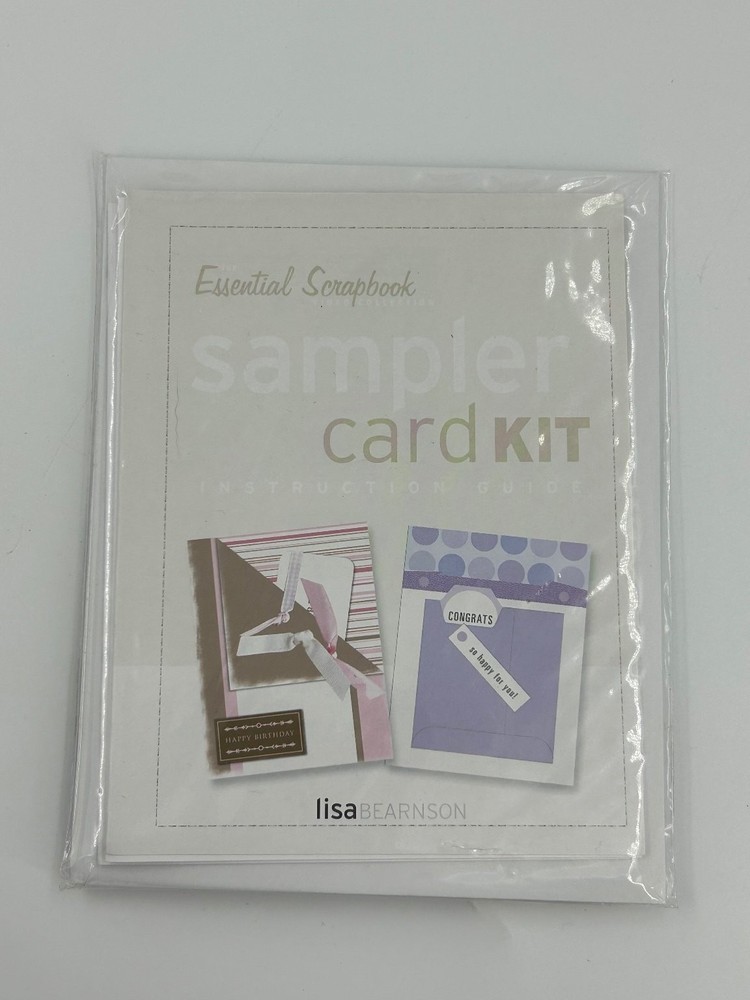 Essential Scrapbook
sampler
card KIT
INSTRUCTION GUIDE
CONGRATS
so happy for you!
HAPPY BIRTHDAY
lisaBEARNSON